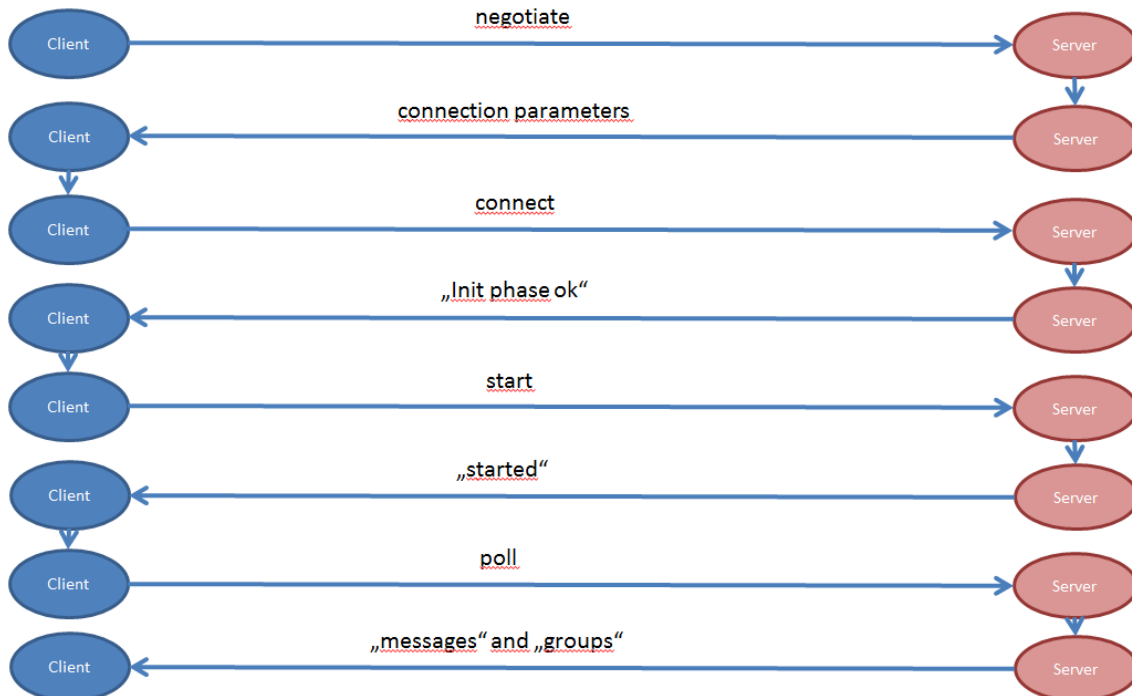 negotiate
Client Server
connection parameters
Client Server
connect
Client Server
„Init phase ok“
Client Server
start
Client Server
„started“
Client Server
poll
Client Server
„messages“ and „groups“
Client Server